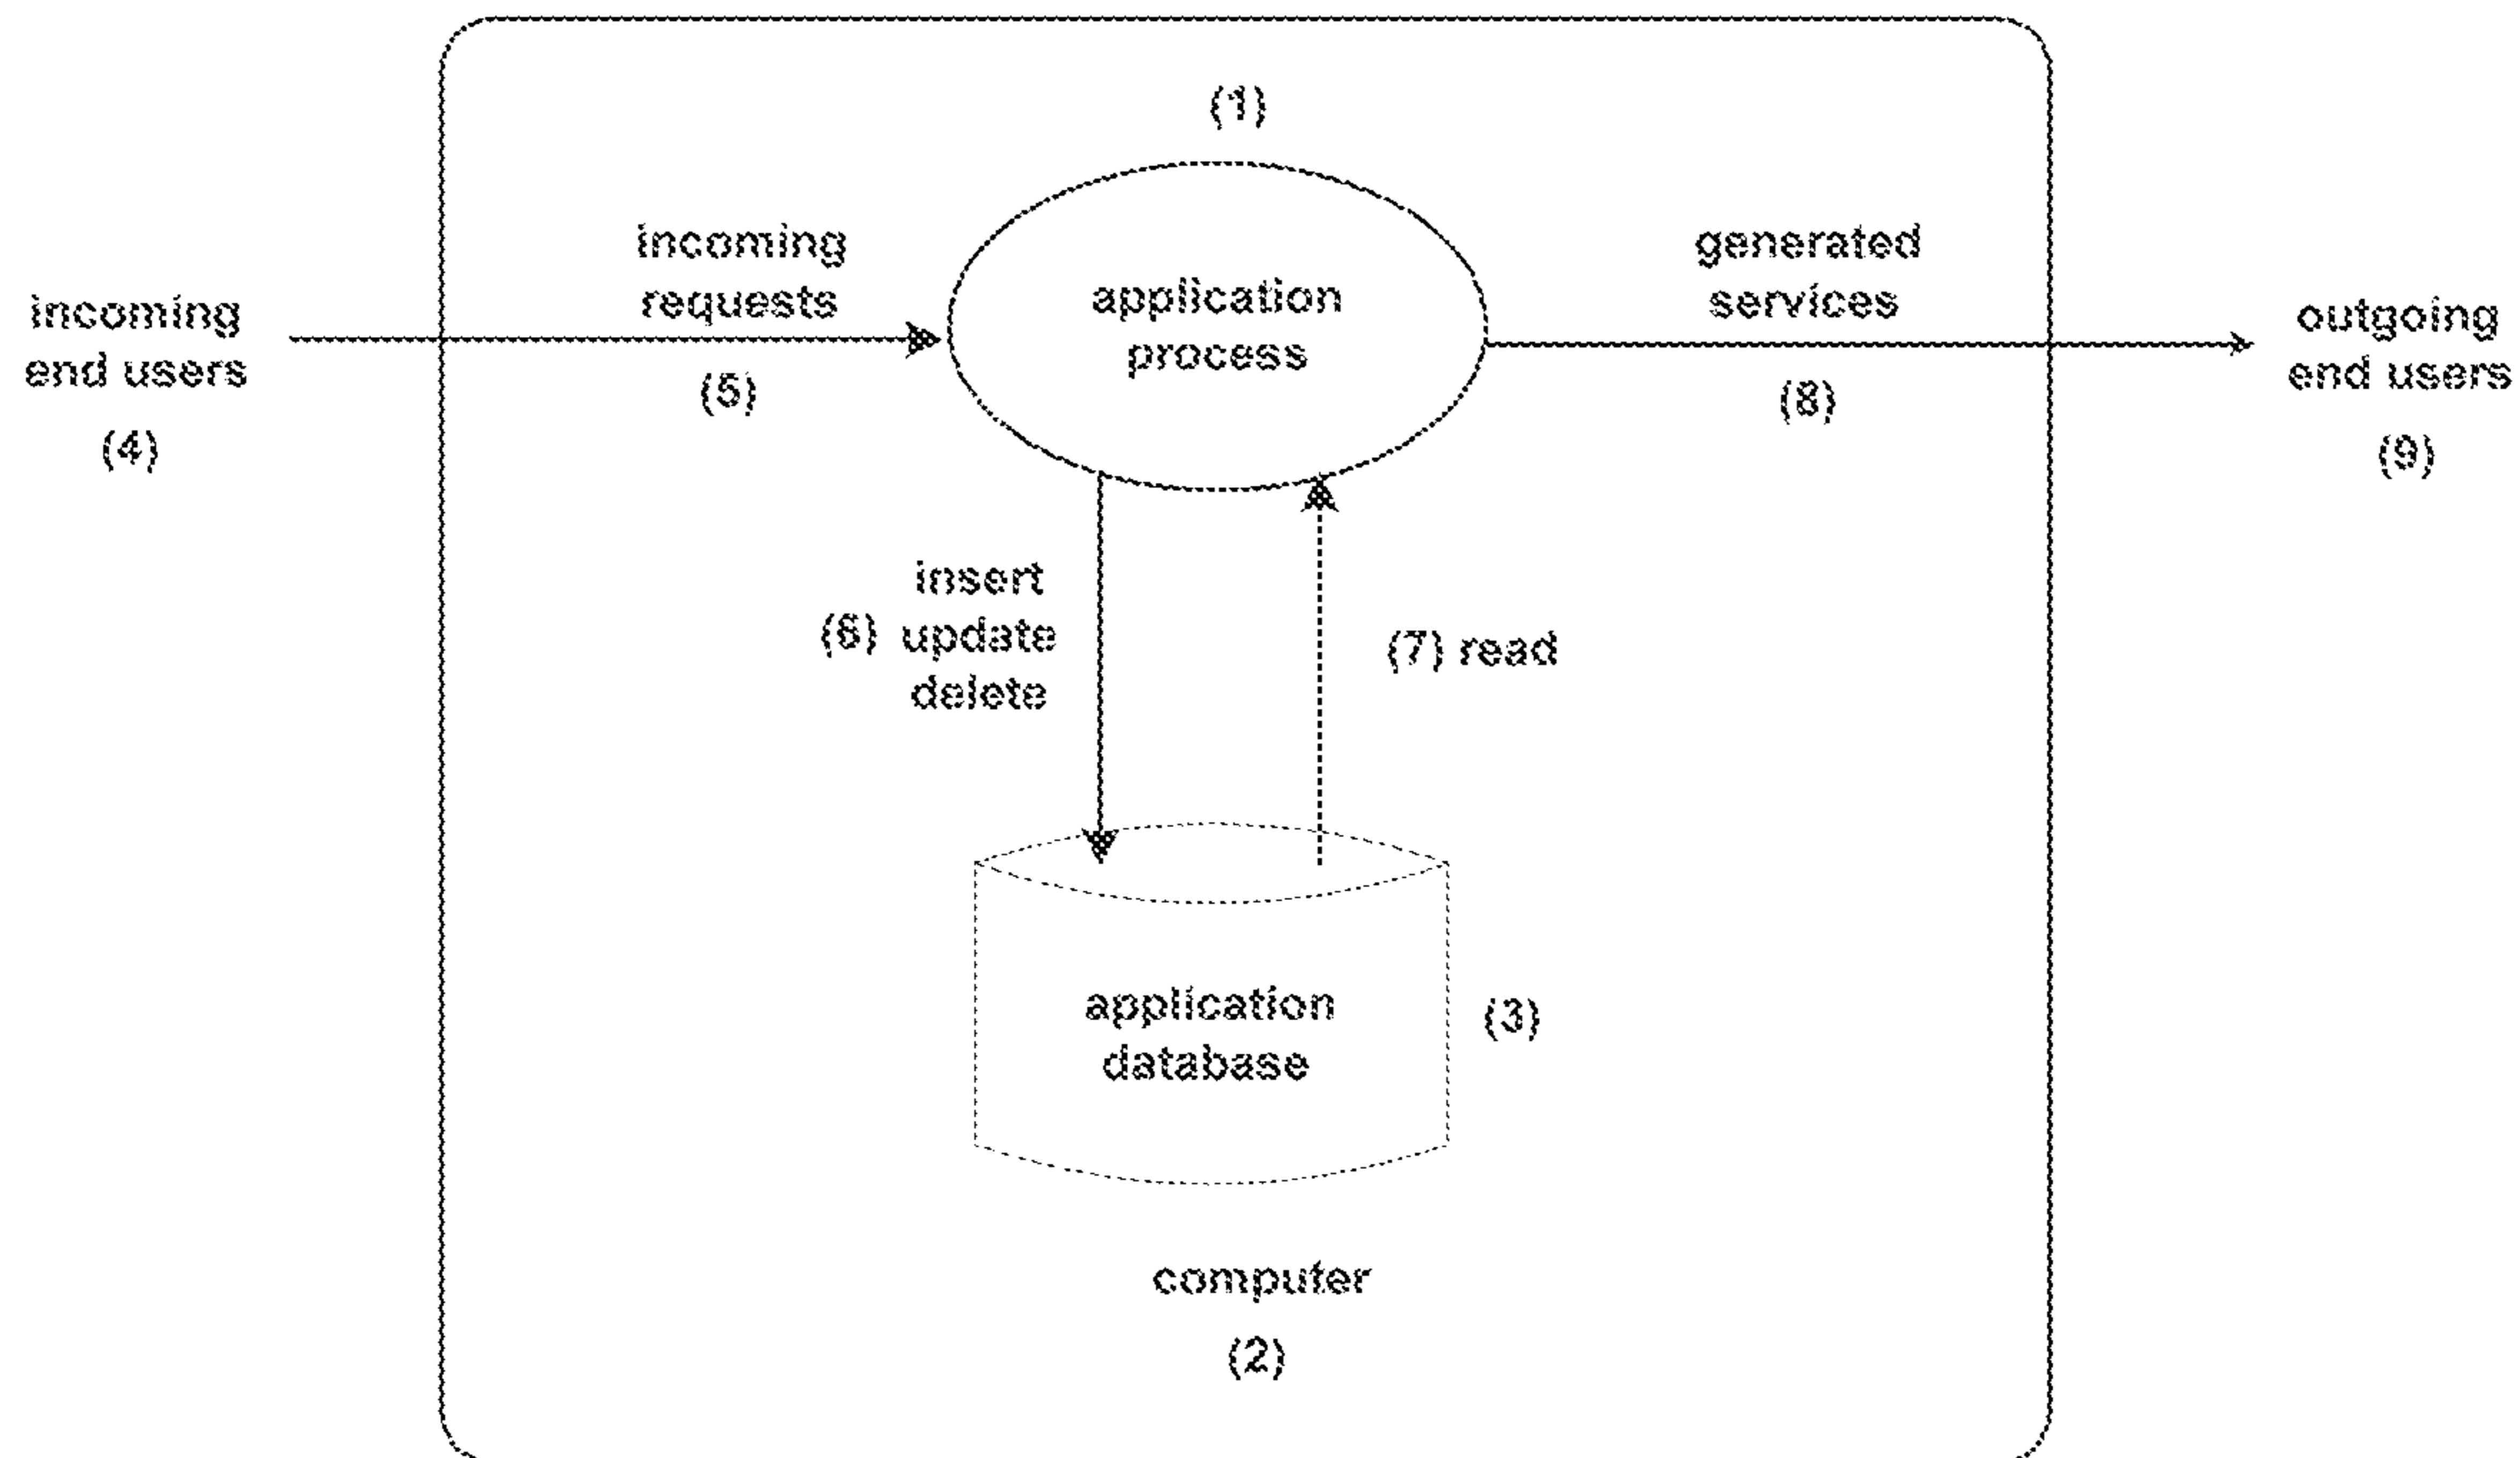 (1)
incoming
requests
(5)
application
process
generated
services
(8)
incoming
end users
(4)
outgoing
end users
(9)
insert
(6) update
delete
(7) read
application
database
(3)
computer
(2)